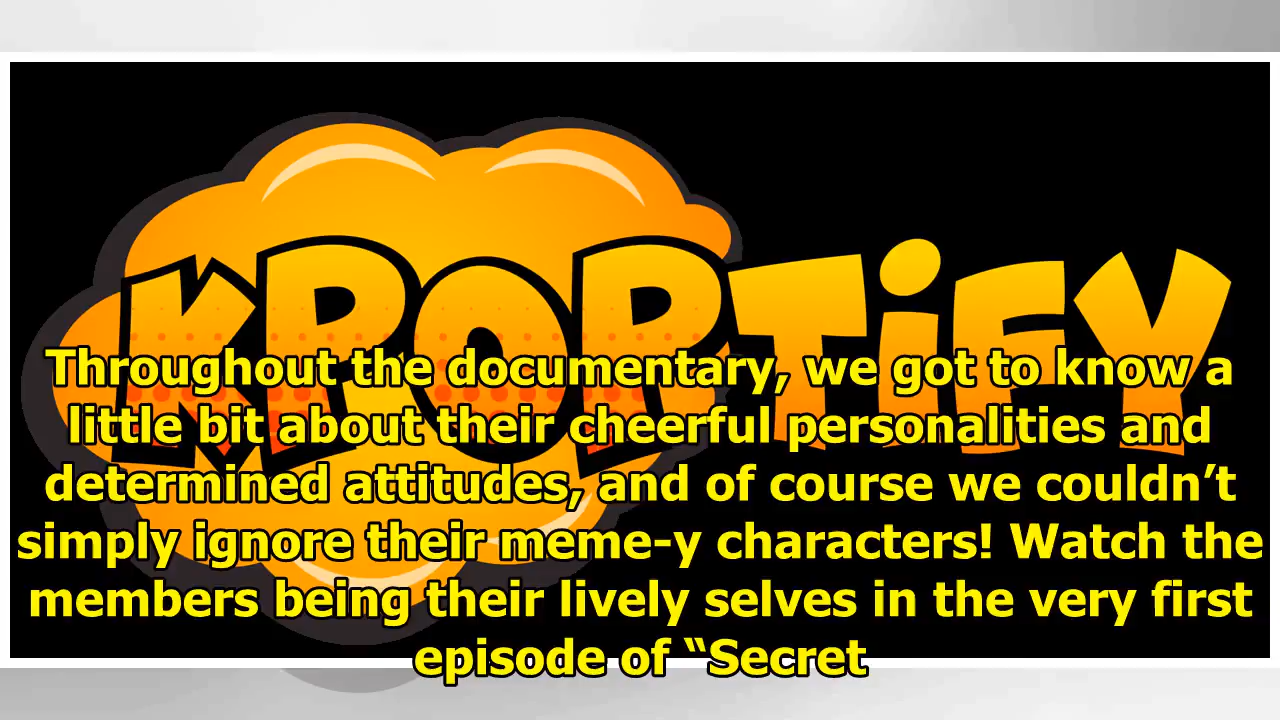 KPOPTiFY
Throughout the documentary, we got to know a
little bit about their cheerful personalities and
determined attitudes, and of course we couldn’t
simply ignore their meme-y characters! Watch the
members being their lively selves in the very first
episode of “Secret